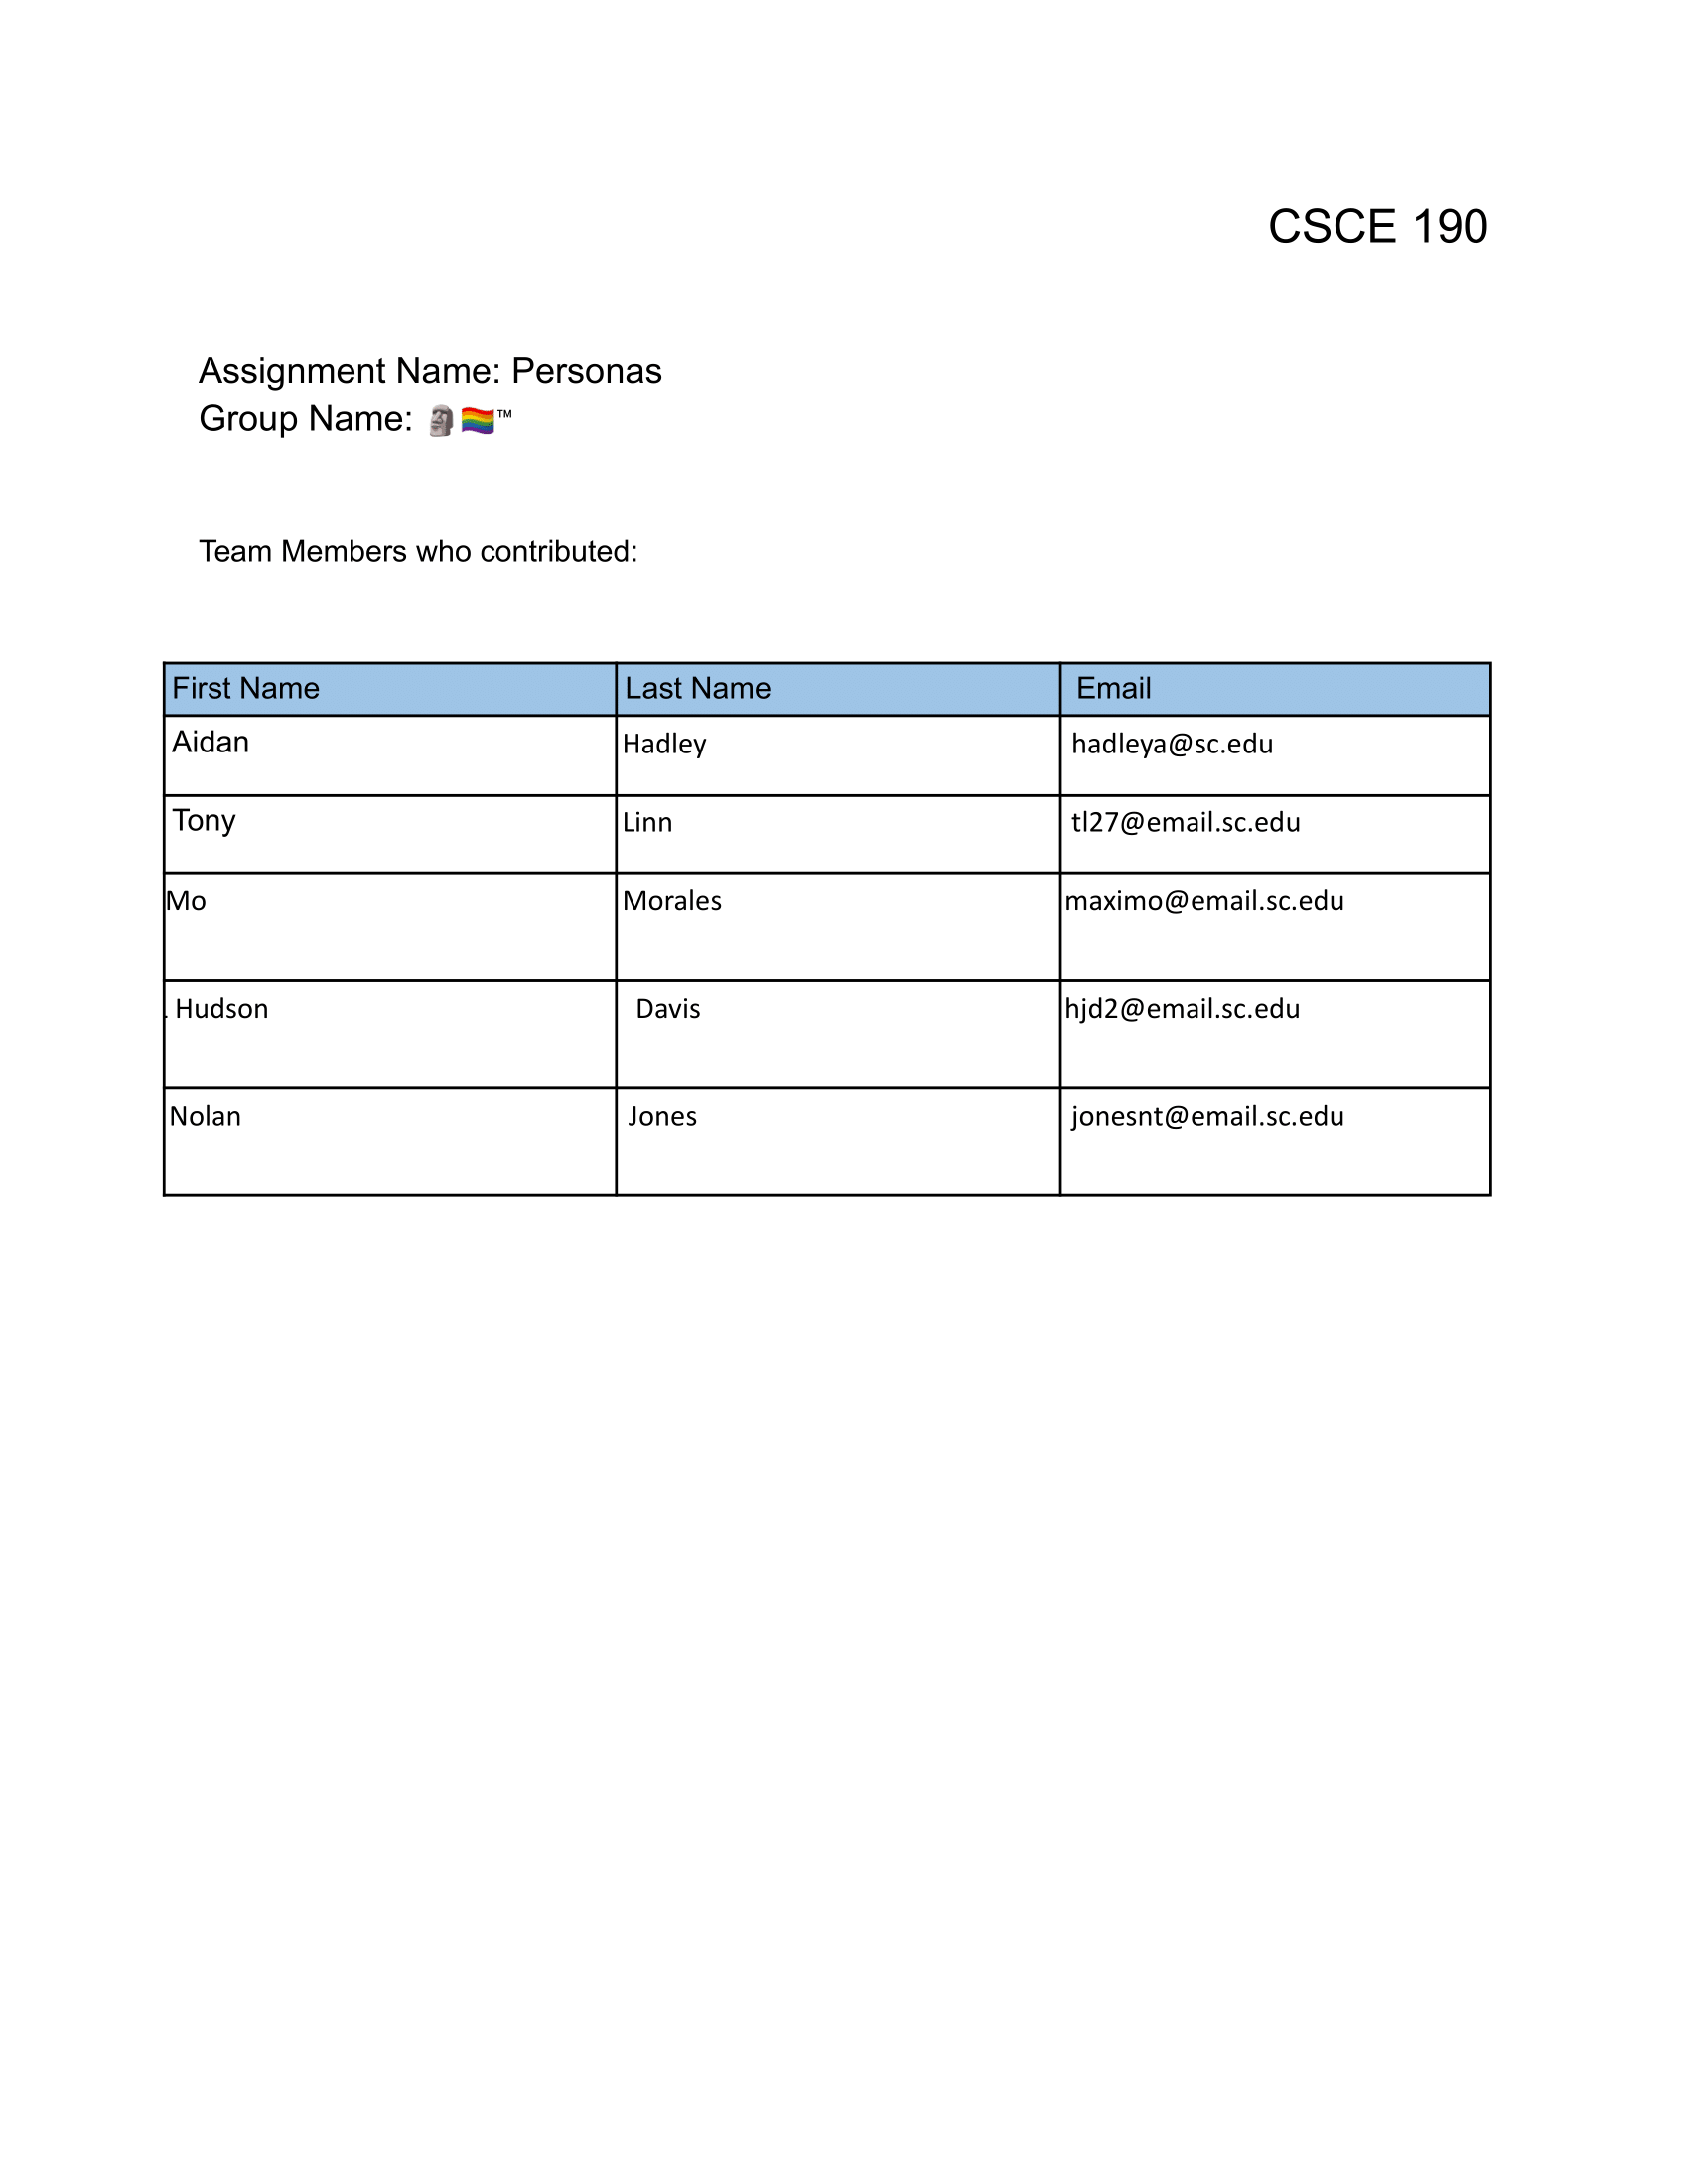 CSCE 190
Assignment Name: Personas
Group Name: 🗿🏳️‍🌈™
Team Members who contributed:
First Name Last Name Email
Aidan Hadley hadleya@sc.edu
Tony Linn tl27@email.sc.edu
Mo Morales maximo@email.sc.edu
. Hudson Davis hjd2@email.sc.edu
Nolan Jones jonesnt@email.sc.edu